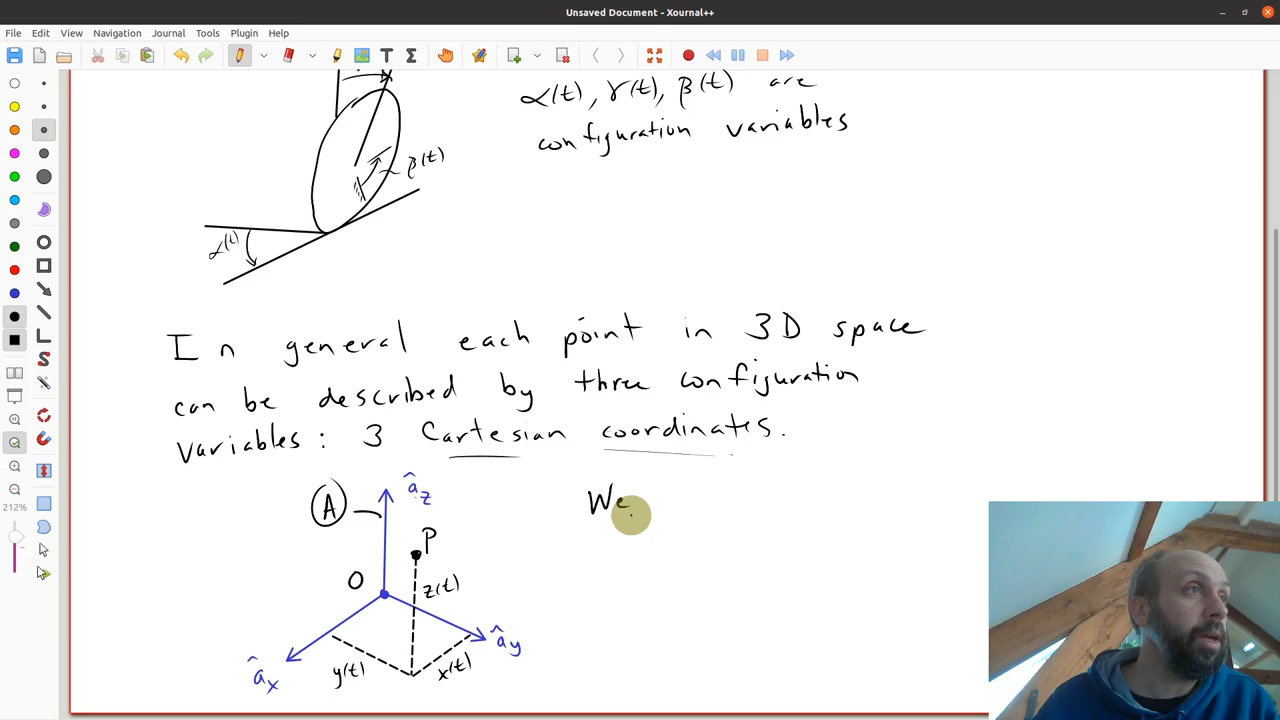 Unsaved Document - Xournal++
File Edit View Navigation Journal Tools Plugin Help
α(t), γ(t), β(t) are
configuration variables
β(t)
α(t)
In general each point in 3D space
can be described by three configuration
variables: 3 Cartesian coordinates.
A
â_z
We
P
O
z(t)
â_y
y(t)
x(t)
â_x
212%